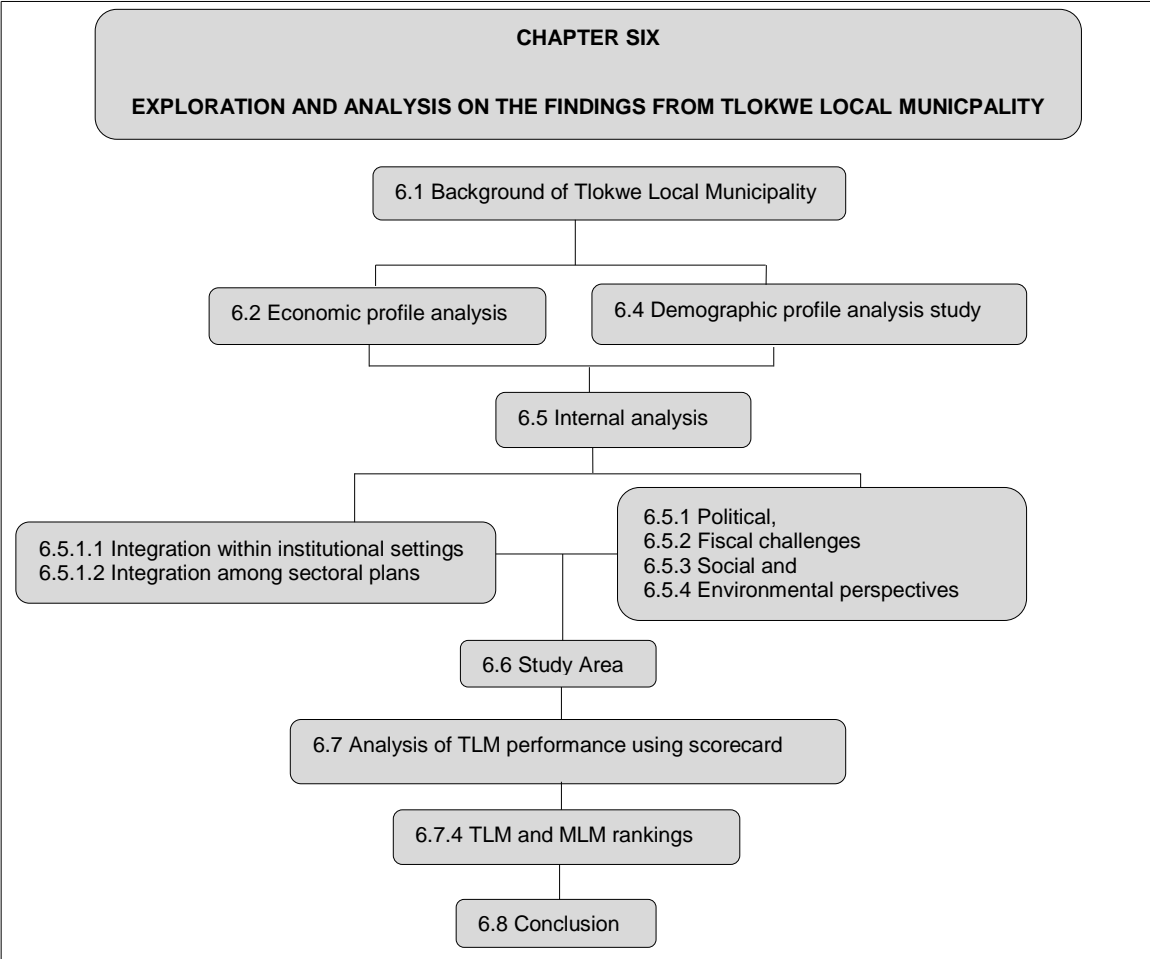 CHAPTER SIX
EXPLORATION AND ANALYSIS ON THE FINDINGS FROM TLOKWE LOCAL MUNICPALITY
6.1 Background of Tlokwe Local Municipality
6.2 Economic profile analysis
6.4 Demographic profile analysis study
6.5 Internal analysis
6.5.1.1 Integration within institutional settings
6.5.1.2 Integration among sectoral plans
6.5.1 Political,
6.5.2 Fiscal challenges
6.5.3 Social and
6.5.4 Environmental perspectives
6.6 Study Area
6.7 Analysis of TLM performance using scorecard
6.7.4 TLM and MLM rankings
6.8 Conclusion